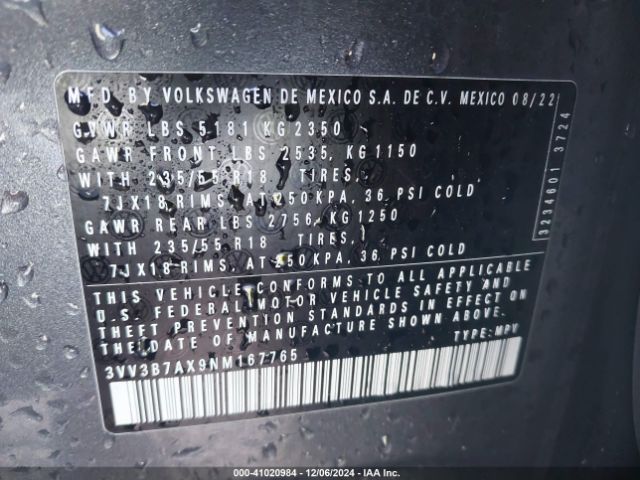 MFD. BY VOLKSWAGEN DE MEXICO S.A. DE C.V. MEXICO 08/22
GVWR LBS 5181 KG 2350
GAWR FRONT LBS 2535, KG 1150
WITH 235/55 R18 TIRES,
7JX18 RIMS, AT 250 KPA, 36 PSI COLD
GAWR REAR LBS 2756, KG 1250
WITH 235/55 R18 TIRES,
7JX18 RIMS, AT 250 KPA, 36 PSI COLD
THIS VEHICLE CONFORMS TO ALL APPLICABLE
U.S. FEDERAL MOTOR VEHICLE SAFETY AND
THEFT PREVENTION STANDARDS IN EFFECT ON
THE DATE OF MANUFACTURE SHOWN ABOVE.
TYPE: MPV
3VV3B7AX9NM167765
3234601 3724
000-41020984 - 12/06/2024 - IAA Inc.